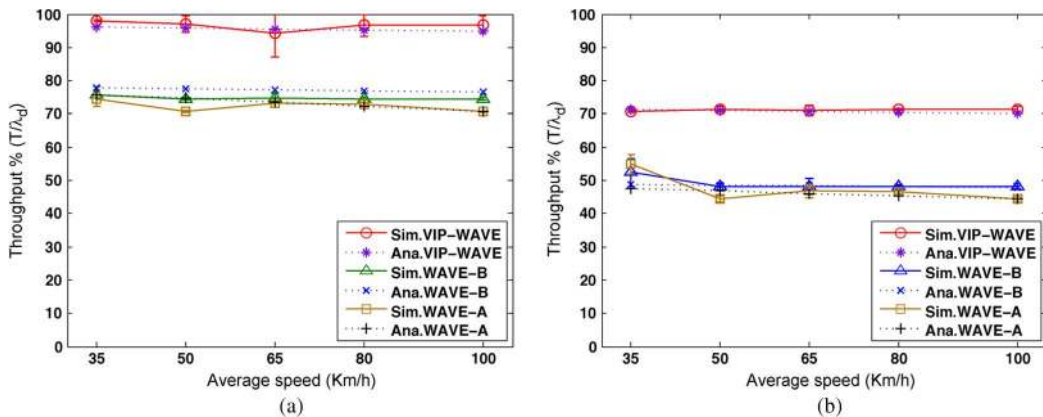 100
90
80
70
60
50
40
30
20
10
0
Throughput % (T/λd)
Sim.VIP-WAVE
Ana.VIP-WAVE
Sim.WAVE-B
Ana.WAVE-B
Sim.WAVE-A
Ana.WAVE-A
35 50 65 80 100
Average speed (Km/h)
(a)
100
90
80
70
60
50
40
30
20
10
0
Throughput % (T/λd)
Sim.VIP-WAVE
Ana.VIP-WAVE
Sim.WAVE-B
Ana.WAVE-B
Sim.WAVE-A
Ana.WAVE-A
35 50 65 80 100
Average speed (Km/h)
(b)